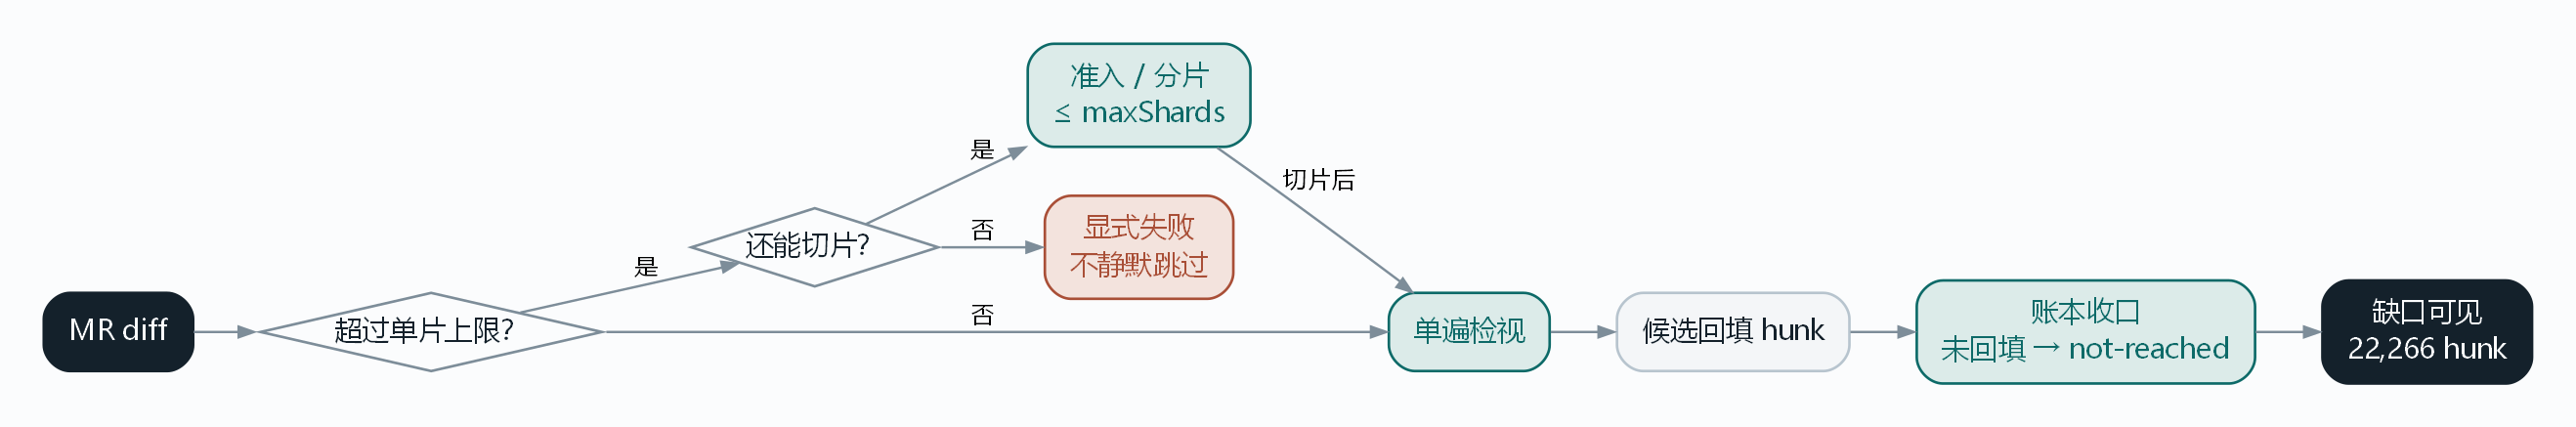 MR diff
超过单片上限?
是
还能切片?
是
准入 / 分片
≤ maxShards
切片后
否
显式失败
不静默跳过
否
单遍检视
候选回填 hunk
账本收口
未回填 → not-reached
缺口可见
22,266 hunk